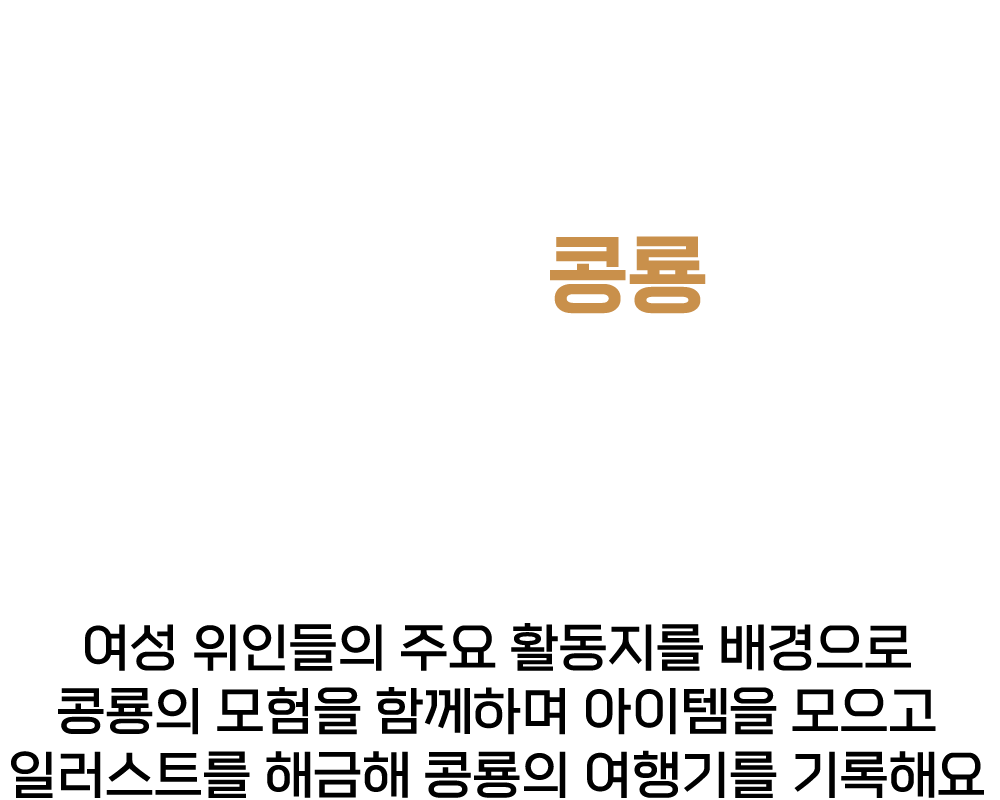 콩룡
여성 위인들의 주요 활동지를 배경으로
콩룡의 모험을 함께하며 아이템을 모으고
일러스트를 해금해 콩룡의 여행기를 기록해요